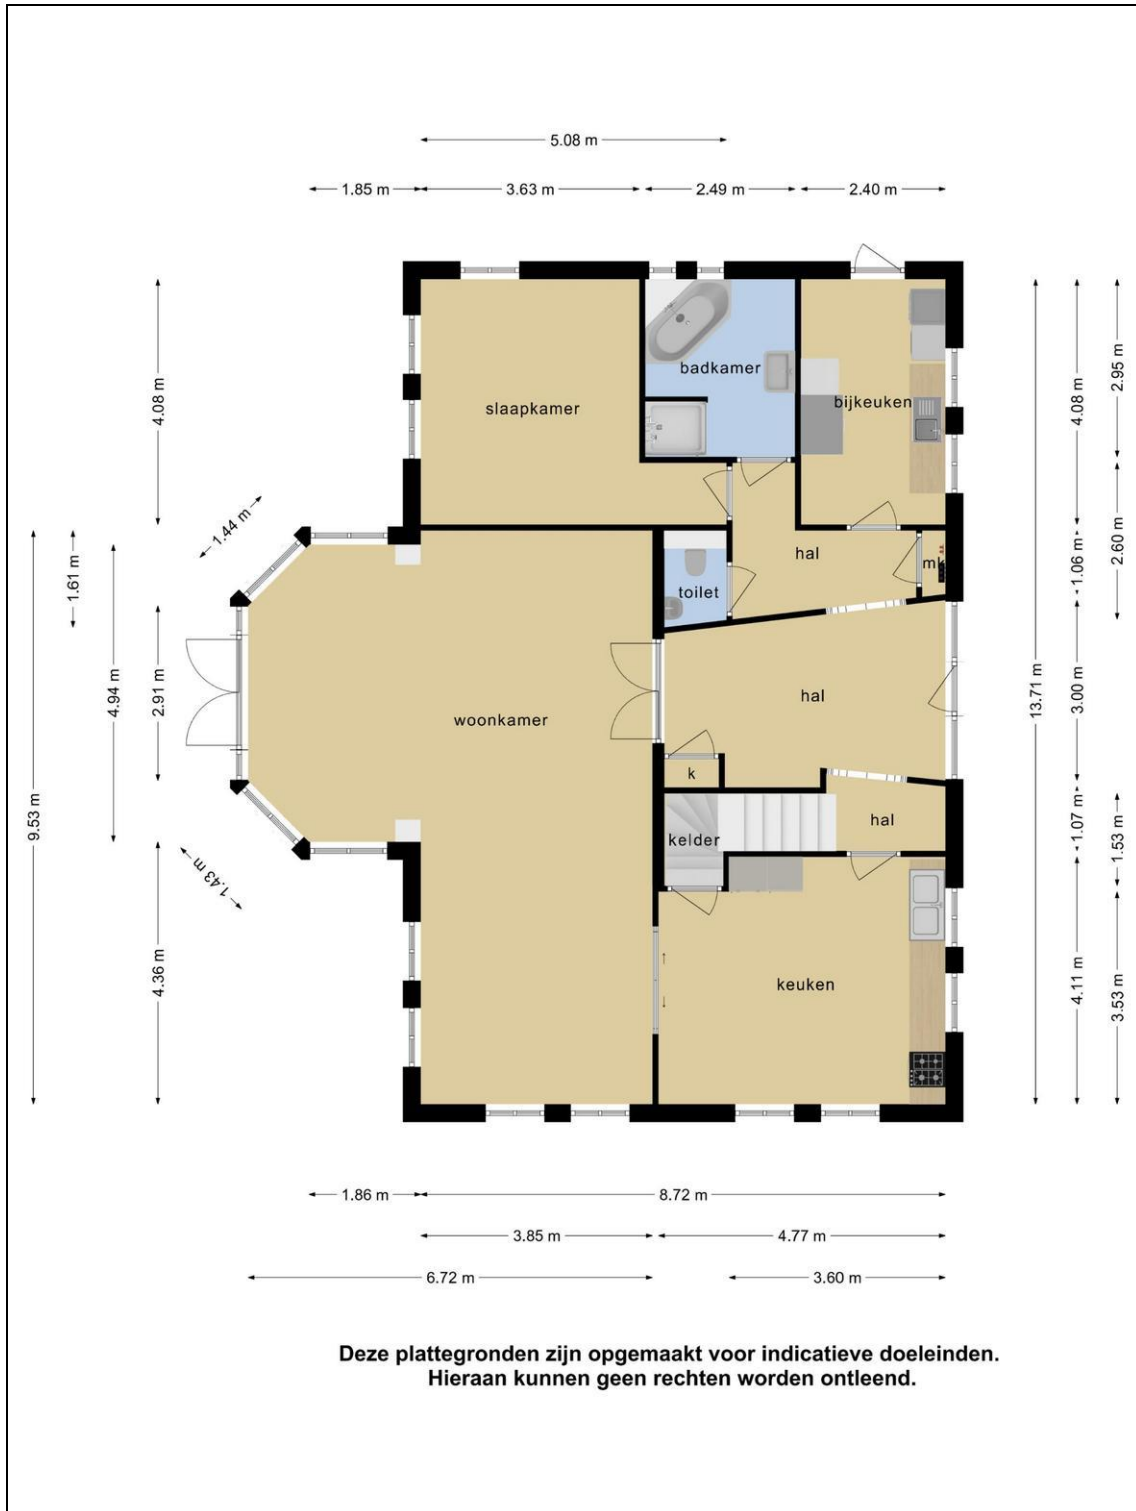 5.08 m
1.85 m
3.63 m
2.49 m
2.40 m
4.08 m
1.44 m
1.61 m
9.53 m
4.94 m
2.91 m
1.43 m
4.36 m
slaapkamer
badkamer
bijkeuken
hal
mk
toilet
woonkamer
hal
k
hal
kelder
keuken
13.71 m
4.08 m
1.06 m
3.00 m
1.07 m
4.11 m
2.95 m
2.60 m
1.53 m
3.53 m
1.86 m
8.72 m
3.85 m
4.77 m
6.72 m
3.60 m
Deze plattegronden zijn opgemaakt voor indicatieve doeleinden.
Hieraan kunnen geen rechten worden ontleend.